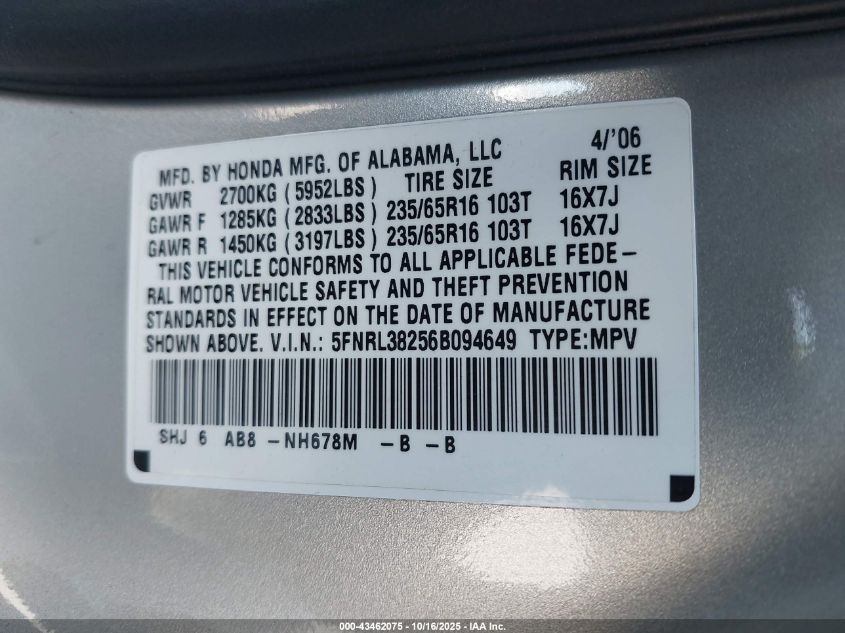 4/'06
MFD. BY HONDA MFG. OF ALABAMA, LLC
GVWR 2700KG (5952LBS) TIRE SIZE RIM SIZE
GAWR F 1285KG (2833LBS) 235/65R16 103T 16X7J
GAWR R 1450KG (3197LBS) 235/65R16 103T 16X7J
THIS VEHICLE CONFORMS TO ALL APPLICABLE FEDE-
RAL MOTOR VEHICLE SAFETY AND THEFT PREVENTION
STANDARDS IN EFFECT ON THE DATE OF MANUFACTURE
SHOWN ABOVE. V.I.N.: 5FNRL38256B094649 TYPE:MPV
SHJ 6 AB8 -NH678M -B -B
000-43462075 - 10/16/2025 - IAA Inc.